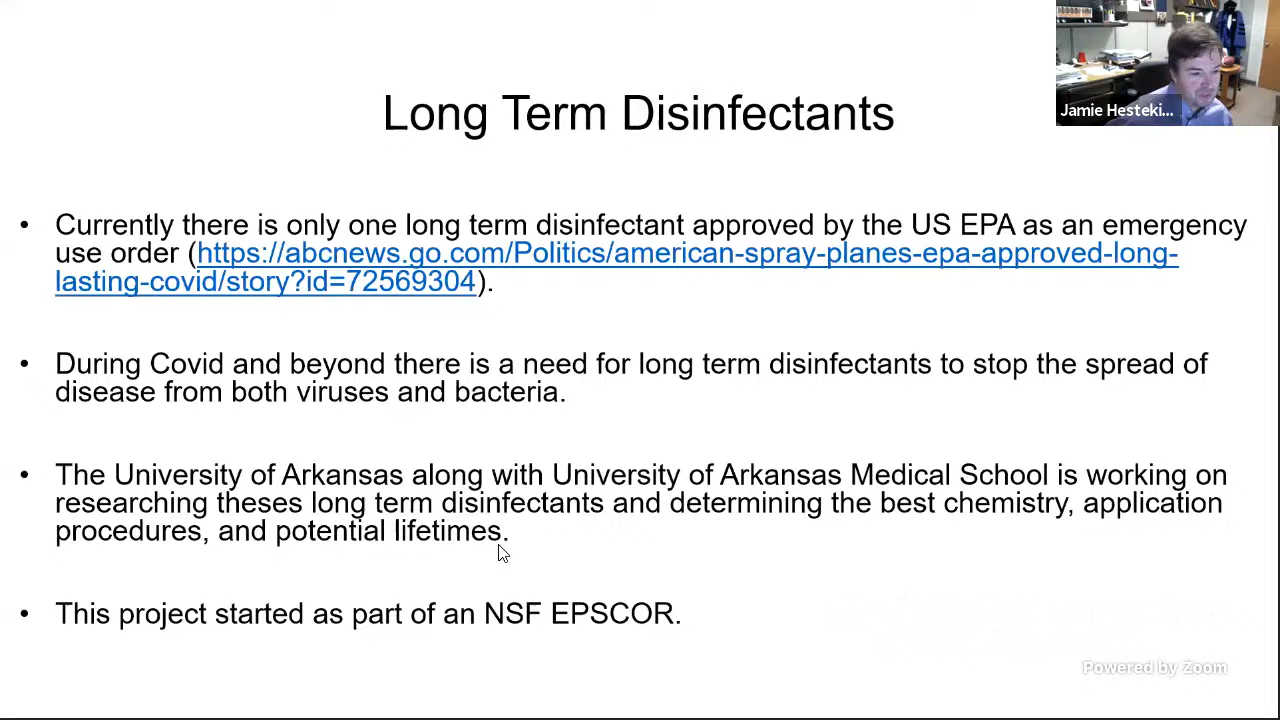 Long Term Disinfectants
Jamie Hesteki...
• Currently there is only one long term disinfectant approved by the US EPA as an emergency
use order (https://abcnews.go.com/Politics/american-spray-planes-epa-approved-long-
lasting-covid/story?id=72569304).
• During Covid and beyond there is a need for long term disinfectants to stop the spread of
disease from both viruses and bacteria.
• The University of Arkansas along with University of Arkansas Medical School is working on
researching theses long term disinfectants and determining the best chemistry, application
procedures, and potential lifetimes.
• This project started as part of an NSF EPSCOR.
Powered by Zoom